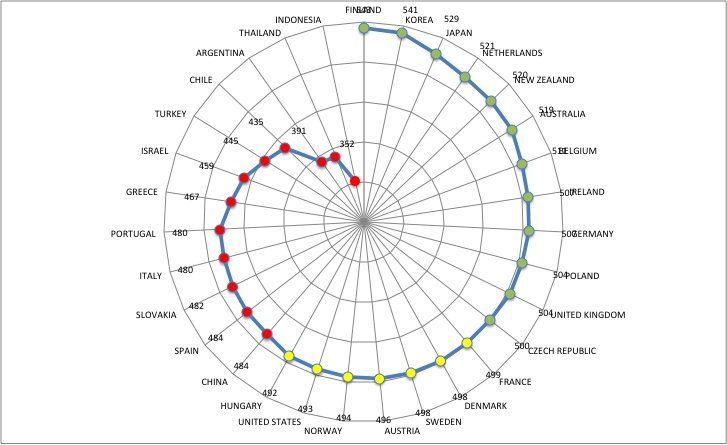 FINLAND
541
KOREA
529
JAPAN
521
NETHERLANDS
520
NEW ZEALAND
519
AUSTRALIA
BELGIUM
507
IRELAND
GERMANY
504
POLAND
504
UNITED KINGDOM
500
CZECH REPUBLIC
499
FRANCE
498
DENMARK
498
SWEDEN
496
AUSTRIA
494
NORWAY
493
UNITED STATES
492
HUNGARY
484
CHINA
484
SPAIN
482
SLOVAKIA
480
ITALY
480
PORTUGAL
467
GREECE
459
ISRAEL
445
TURKEY
435
CHILE
391
ARGENTINA
THAILAND
352
INDONESIA